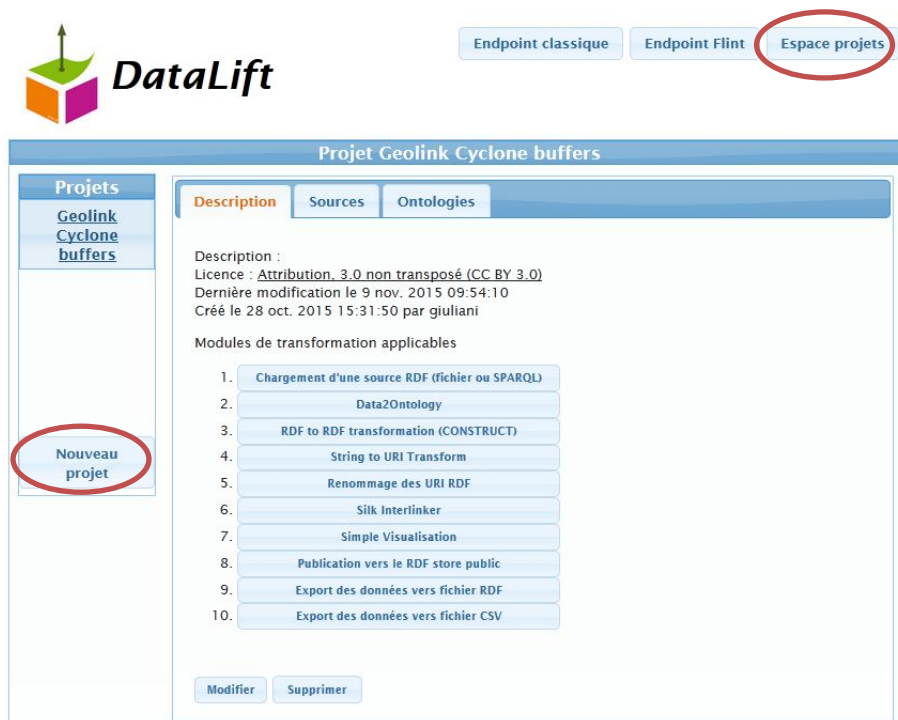 DataLift
Endpoint classique
Endpoint Flint
Espace projets
Projet Geolink Cyclone buffers
Projets
Geolink
Cyclone
buffers
Nouveau
projet
Description
Sources
Ontologies
Description :
Licence : Attribution, 3.0 non transposé (CC BY 3.0)
Dernière modification le 9 nov. 2015 09:54:10
Créé le 28 oct. 2015 15:31:50 par giuliani
Modules de transformation applicables
1. Chargement d'une source RDF (fichier ou SPARQL)
2. Data2Ontology
3. RDF to RDF transformation (CONSTRUCT)
4. String to URI Transform
5. Renommage des URI RDF
6. Silk Interlinker
7. Simple Visualisation
8. Publication vers le RDF store public
9. Export des données vers fichier RDF
10. Export des données vers fichier CSV
Modifier
Supprimer